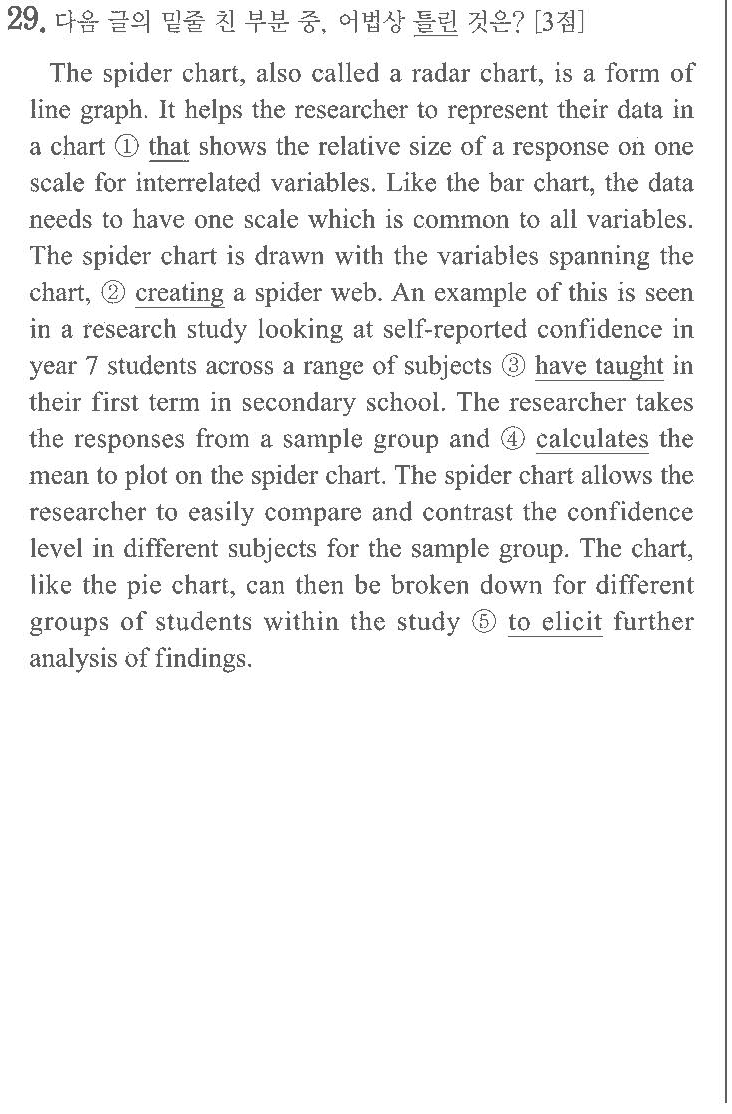 29. 다음 글의 밑줄 친 부분 중, 어법상 틀린 것은? [3점]
The spider chart, also called a radar chart, is a form of
line graph. It helps the researcher to represent their data in
a chart ① that shows the relative size of a response on one
scale for interrelated variables. Like the bar chart, the data
needs to have one scale which is common to all variables.
The spider chart is drawn with the variables spanning the
chart, ② creating a spider web. An example of this is seen
in a research study looking at self-reported confidence in
year 7 students across a range of subjects ③ have taught in
their first term in secondary school. The researcher takes
the responses from a sample group and ④ calculates the
mean to plot on the spider chart. The spider chart allows the
researcher to easily compare and contrast the confidence
level in different subjects for the sample group. The chart,
like the pie chart, can then be broken down for different
groups of students within the study ⑤ to elicit further
analysis of findings.